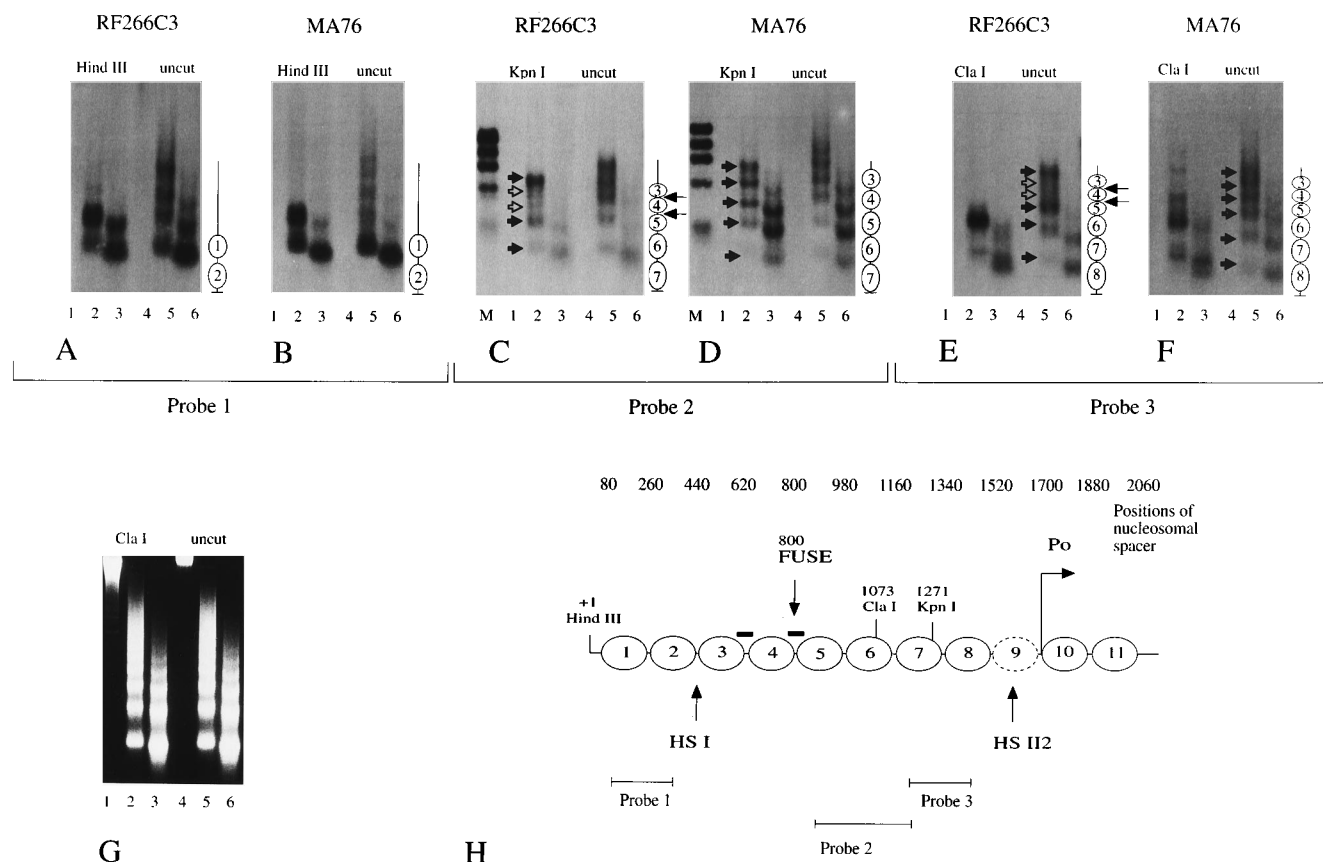 RF266C3 MA76 RF266C3 MA76 RF266C3 MA76
Hind III uncut Hind III uncut Kpn I uncut Kpn I uncut Cla I uncut Cla I uncut
1 2
1 2
3 4 5 6 7
3 4 5 6 7
3 4 5 6 7 8
3 4 5 6 7 8
1 2 3 4 5 6 1 2 3 4 5 6 M 1 2 3 4 5 6 M 1 2 3 4 5 6 1 2 3 4 5 6 1 2 3 4 5 6
A B C D E F
Probe 1 Probe 2 Probe 3
80 260 440 620 800 980 1160 1340 1520 1700 1880 2060
Positions of
nucleosomal
spacer
Cla I uncut
800
FUSE
Po
+1
Hind III
1073
Cla I
1271
Kpn I
1 2 3 4 5 6 7 8 9 10 11
HS I HS II2
Probe 1 Probe 3
Probe 2
1 2 3 4 5 6
G H